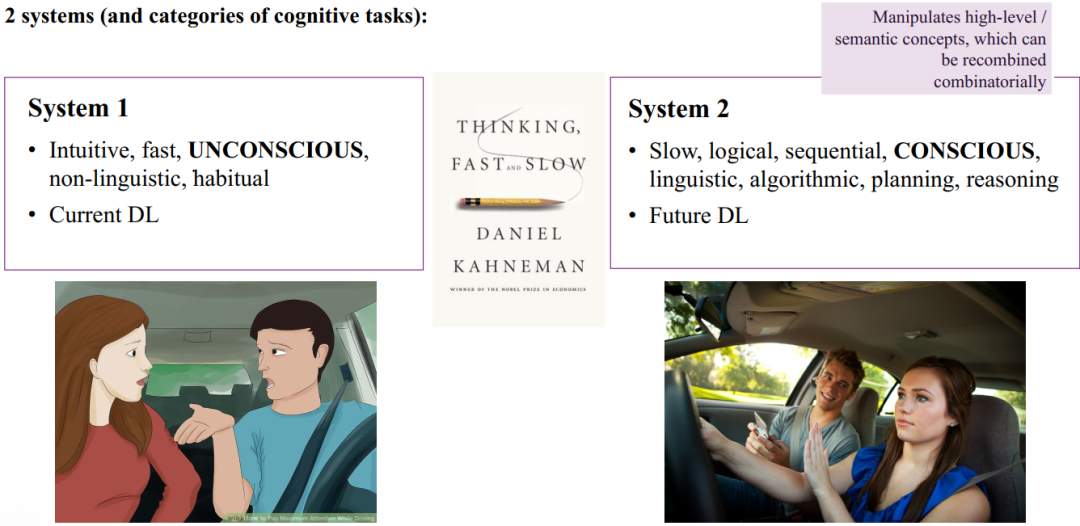 2 systems (and categories of cognitive tasks):
Manipulates high-level /
semantic concepts, which can
be recombined
combinatorially
System 1
• Intuitive, fast, UNCONSCIOUS,
non-linguistic, habitual
• Current DL
THINKING,
FAST AND SLOW
DANIEL
KAHNEMAN
WINNER OF THE NOBEL PRIZE IN ECONOMICS
System 2
• Slow, logical, sequential, CONSCIOUS,
linguistic, algorithmic, planning, reasoning
• Future DL
How to Pay Maximum Attention While Driving